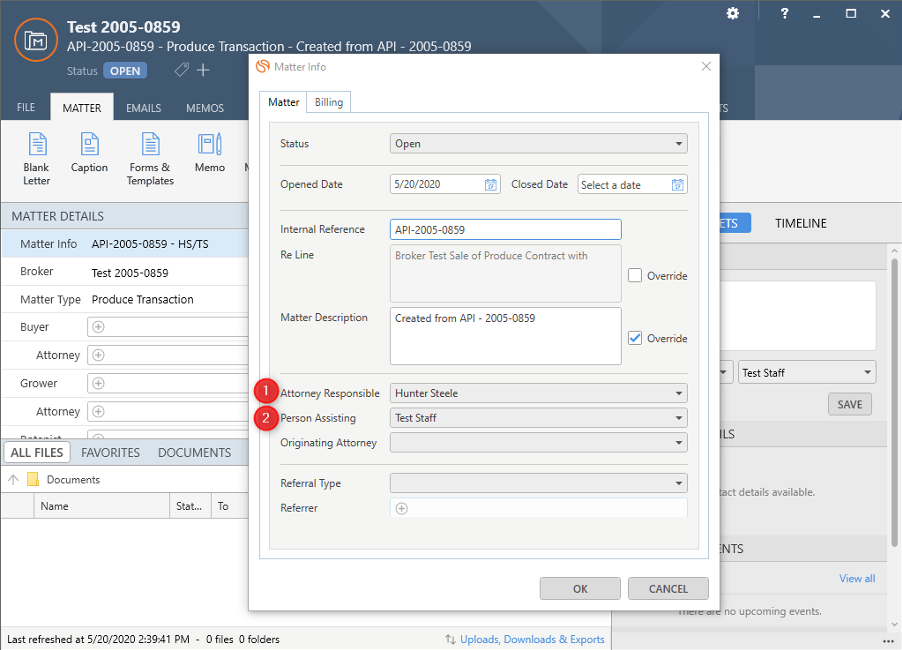 Test 2005-0859
API-2005-0859 - Produce Transaction - Created from API - 2005-0859
Status OPEN
?
FILE MATTER EMAILS MEMOS
Blank Letter
Caption
Forms & Templates
Memo
MATTER DETAILS
Matter Info API-2005-0859 - HS/TS
Broker Test 2005-0859
Matter Type Produce Transaction
Buyer
Attorney
Grower
Attorney
ALL FILES FAVORITES DOCUMENTS
Documents
Name Stat... To
Last refreshed at 5/20/2020 2:39:41 PM - 0 files 0 folders
Uploads, Downloads & Exports
Matter Info
Matter Billing
Status Open
Opened Date 5/20/2020 Closed Date Select a date
Internal Reference API-2005-0859
Re Line Broker Test Sale of Produce Contract with
Override
Matter Description Created from API - 2005-0859
Override
1 Attorney Responsible Hunter Steele
2 Person Assisting Test Staff
Originating Attorney
Referral Type
Referrer
OK CANCEL
TIMELINE
Test Staff
SAVE
details available.
View all
There are no upcoming events.